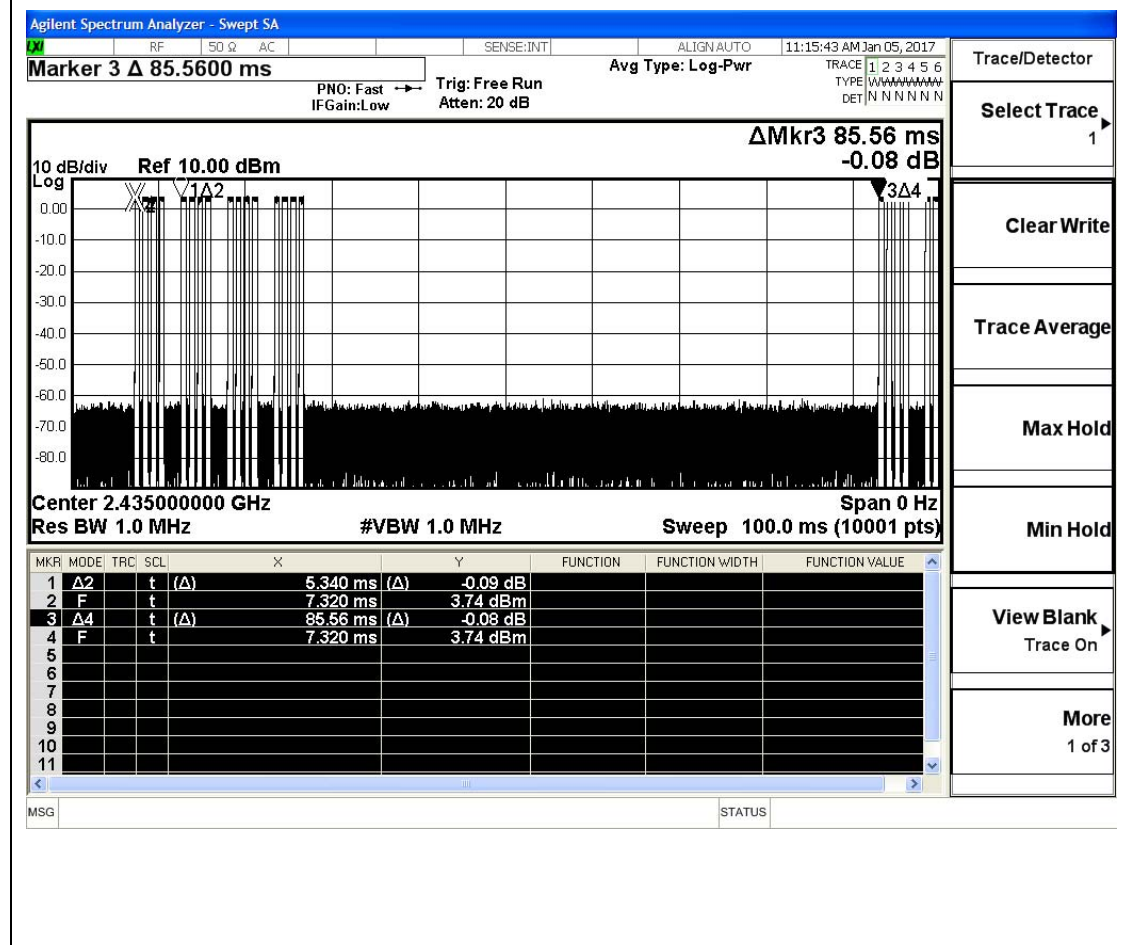 Agilent Spectrum Analyzer - Swept SA
LXI RF 50 Ω AC SENSE:INT ALIGN AUTO 11:15:43 AM Jan 05, 2017
Marker 3 Δ 85.5600 ms
PNO: Fast
IFGain:Low
Trig: Free Run
Atten: 20 dB
Avg Type: Log-Pwr
TRACE 1 2 3 4 5 6
TYPE WWWWWW
DET N N N N N N
ΔMkr3 85.56 ms
-0.08 dB
10 dB/div Ref 10.00 dBm
Log
1Δ2
3Δ4
0.00
-10.0
-20.0
-30.0
-40.0
-50.0
-60.0
-70.0
-80.0
Center 2.435000000 GHz Span 0 Hz
Res BW 1.0 MHz #VBW 1.0 MHz Sweep 100.0 ms (10001 pts)
MKR MODE TRC SCL X Y FUNCTION FUNCTION WIDTH FUNCTION VALUE
1 Δ2 t (Δ) 5.340 ms (Δ) -0.09 dB
2 F t 7.320 ms 3.74 dBm
3 Δ4 t (Δ) 85.56 ms (Δ) -0.08 dB
4 F t 7.320 ms 3.74 dBm
5
6
7
8
9
10
11
MSG STATUS
Trace/Detector
Select Trace
1
Clear Write
Trace Average
Max Hold
Min Hold
View Blank
Trace On
More
1 of 3